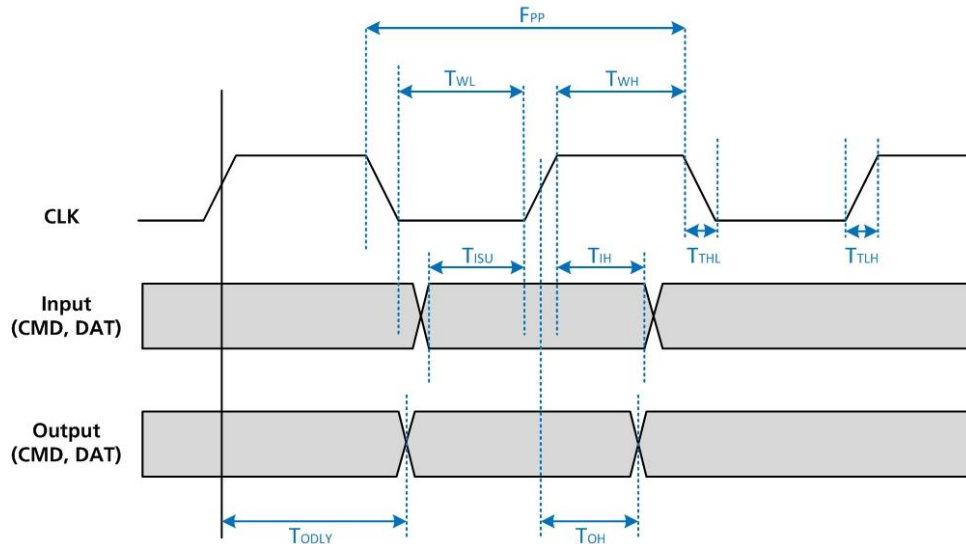 FPP
TWL
TWH
CLK
TISU
TIH
TTHL
TTLH
Input
(CMD, DAT)
Output
(CMD, DAT)
TODLY
TOH